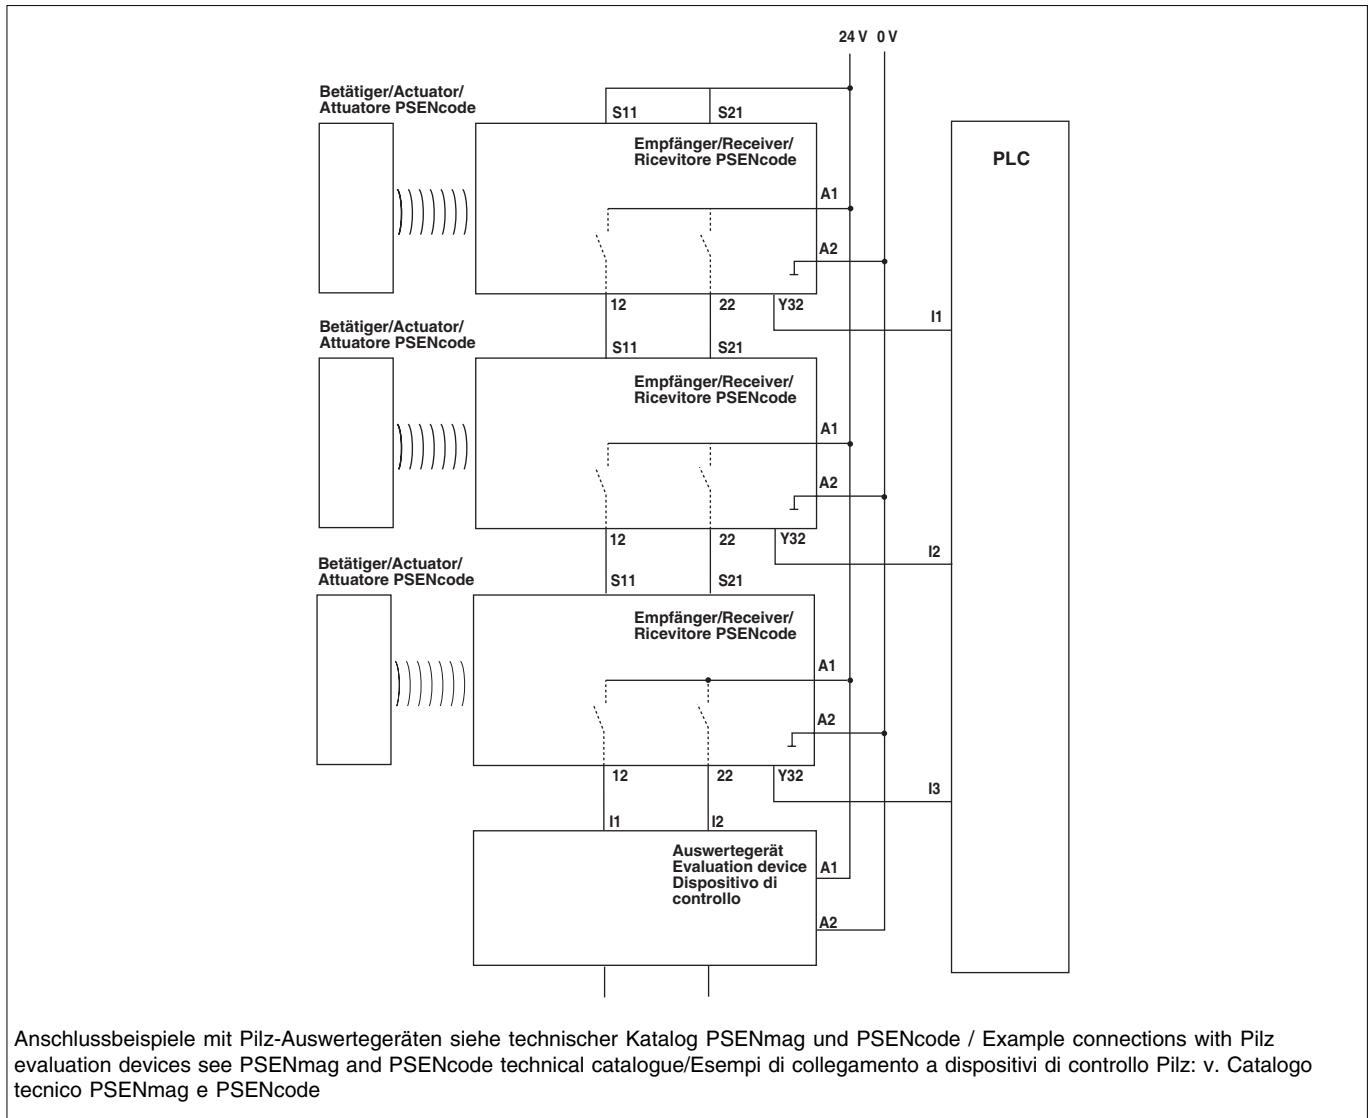 24 V 0 V
Betätiger/Actuator/
Attuatore PSENcode
S11 S21
Empfänger/Receiver/
Ricevitore PSENcode
PLC
A1
A2
12 22 Y32
I1
Betätiger/Actuator/
Attuatore PSENcode
S11 S21
Empfänger/Receiver/
Ricevitore PSENcode
A1
A2
12 22 Y32
I2
Betätiger/Actuator/
Attuatore PSENcode
S11 S21
Empfänger/Receiver/
Ricevitore PSENcode
A1
A2
12 22 Y32
I3
I1 I2
Auswertegerät
Evaluation device
Dispositivo di
controllo
A1
A2
Anschlussbeispiele mit Pilz-Auswertegeräten siehe technischer Katalog PSENmag und PSENcode / Example connections with Pilz
evaluation devices see PSENmag and PSENcode technical catalogue/Esempi di collegamento a dispositivi di controllo Pilz: v. Catalogo
tecnico PSENmag e PSENcode